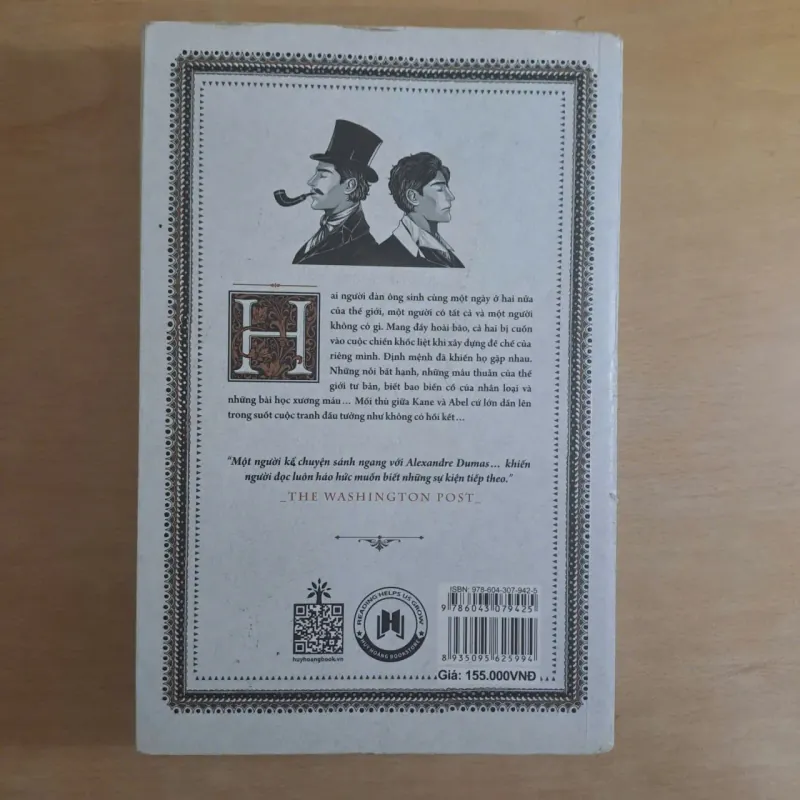 Hai người đàn ông sinh cùng một ngày ở hai nửa
của thế giới, một người có tất cả và một người
không có gì. Mang đầy hoài bão, cả hai bị cuốn
vào cuộc chiến khốc liệt khi xây dựng đế chế của
riêng mình. Định mệnh đã khiến họ gặp nhau.
Những nỗi bất hạnh, những mâu thuẫn của thế
giới tư bản, biết bao biến cố của nhân loại và
những bài học xương máu... Mối thù giữa Kane và Abel cứ lớn dần lên
trong suốt cuộc tranh đấu tưởng như không có hồi kết...
“Một người kể chuyện sánh ngang với Alexandre Dumas... khiến
người đọc luôn háo hức muốn biết những sự kiện tiếp theo.”
_THE WASHINGTON POST_
huyhoangbook.vn
READING HELPS US GROW
HUY HOANG BOOKSTORE
ISBN: 978-604-307-942-5
9 786043 079425
8 935095 625994
Giá: 155.000VNĐ